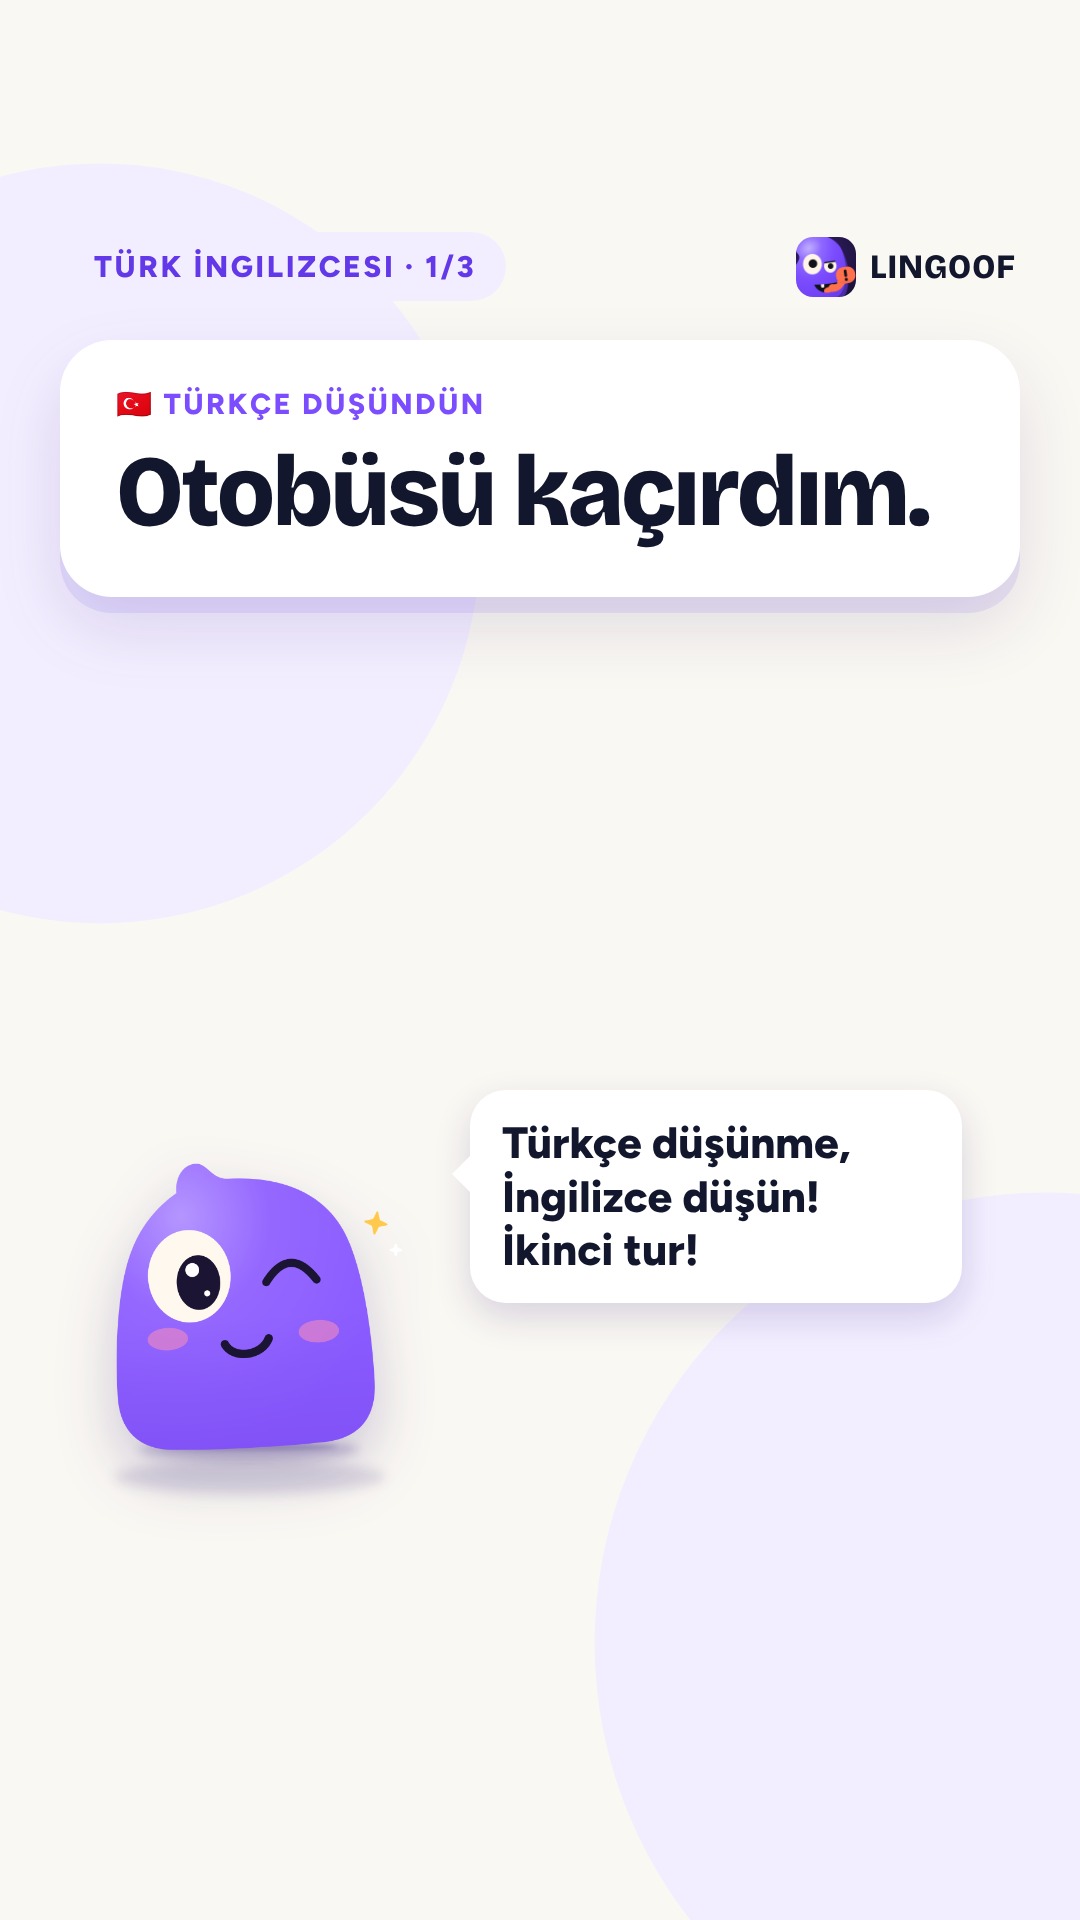 TÜRK İNGILIZCESI · 1/3
LINGOOF
🇹🇷 TÜRKÇE DÜŞÜNDÜN
Otobüsü kaçırdım.
Türkçe düşünme,
İngilizce düşün!
İkinci tur!